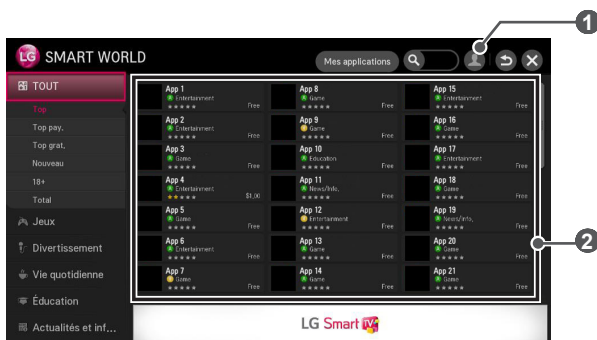 1
LG SMART WORLD
Mes applications
TOUT
Top
Top pay.
Top grat,
Nouveau
18+
Total
Jeux
Divertissement
Vie quotidienne
Éducation
Actualités et inf...
App 1
Entertainment
Free
App 2
Entertainment
Free
App 3
Game
Free
App 4
Entertainment
$1,00
App 5
Game
Free
App 6
Entertainment
Free
App 7
Game
Free
App 8
Game
Free
App 9
Game
Free
App 10
Education
Free
App 11
News/Info,
Free
App 12
Entertainment
Free
App 13
Game
Free
App 14
Game
Free
App 15
Entertainment
Free
App 16
Game
Free
App 17
Entertainment
Free
App 18
Game
Free
App 19
News/Info,
Free
App 20
Game
Free
App 21
Game
Free
2
LG Smart TV